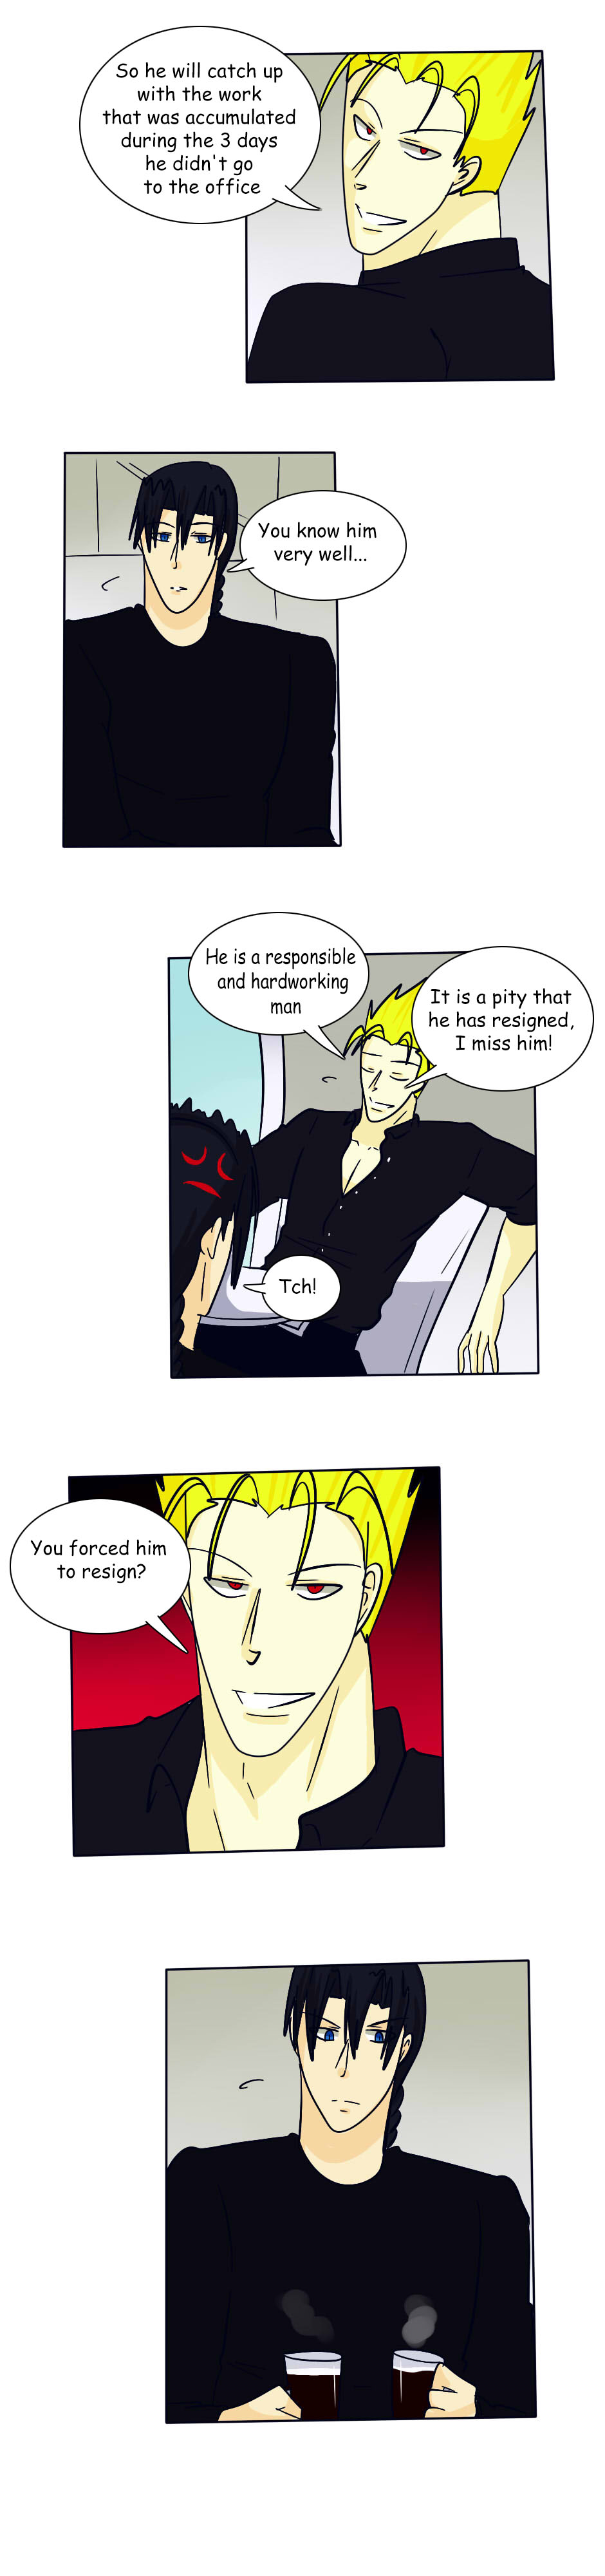 So he will catch up
with the work
that was accumulated
during the 3 days
he didn't go
to the office
You know him
very well...
He is a responsible
and hardworking
man
It is a pity that
he has resigned,
I miss him!
Tch!
You forced him
to resign?